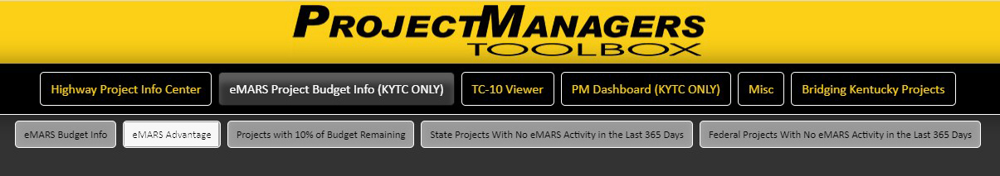 PROJECTMANAGERS
TOOLBOX
Highway Project Info Center eMARS Project Budget Info (KYTC ONLY) TC-10 Viewer PM Dashboard (KYTC ONLY) Misc Bridging Kentucky Projects
eMARS Budget Info eMARS Advantage Projects with 10% of Budget Remaining State Projects With No eMARS Activity in the Last 365 Days Federal Projects With No eMARS Activity in the Last 365 Days